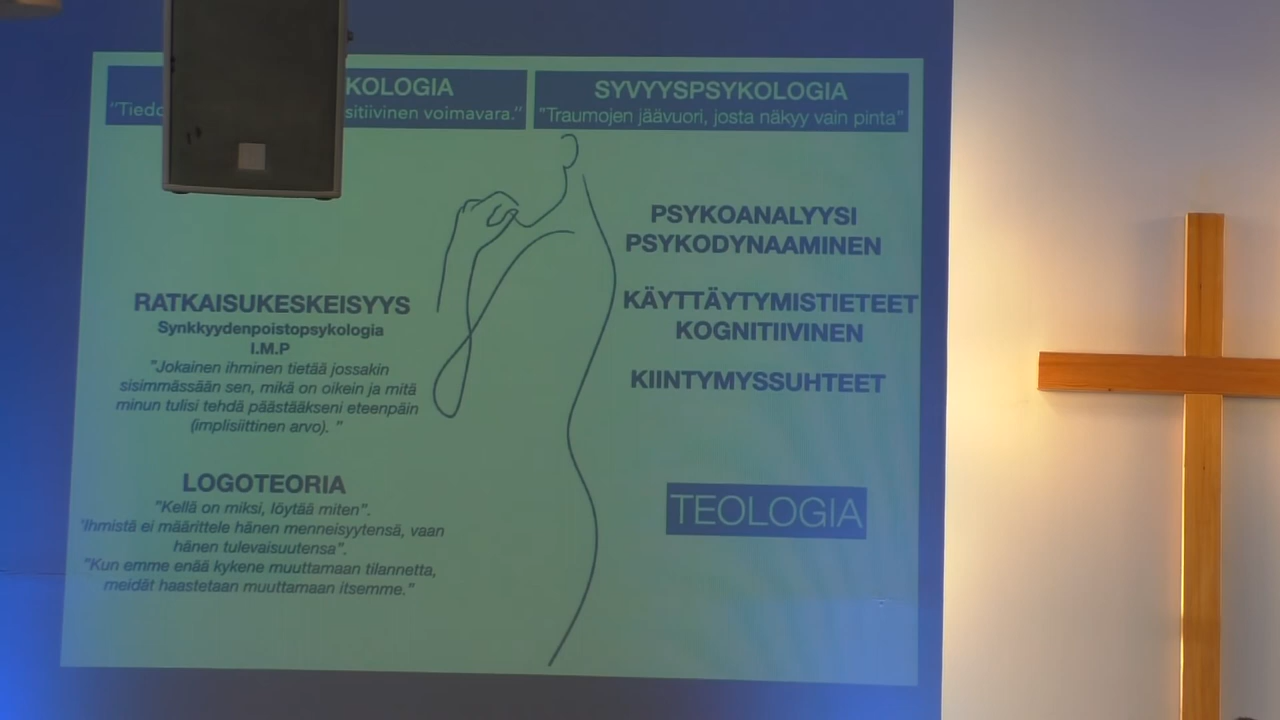 KOLOGIA
"Tiedo
sitiivinen voimavara."
SYVYYSPSYKOLOGIA
"Traumojen jäävuori, josta näkyy vain pinta"
RATKAISUKESKEISYYS
Synkkyydenpoistopsykologia
I.M.P
"Jokainen ihminen tietää jossakin
sisimmässään sen, mikä on oikein ja mitä
minun tulisi tehdä päästääkseni eteenpäin
(implisiittinen arvo). "
LOGOTEORIA
"Kellä on miksi, löytää miten".
"Ihmistä ei määrittele hänen menneisyytensä, vaan
hänen tulevaisuutensa".
"Kun emme enää kykene muuttamaan tilannetta,
meidät haastetaan muuttamaan itsemme."
PSYKOANALYYSI
PSYKODYNAAMINEN
KÄYTTÄYTYMISTIETEET
KOGNITIIVINEN
KIINTYMYSSUHTEET
TEOLOGIA